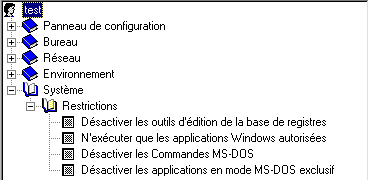 test
Panneau de configuration
Bureau
Réseau
Environnement
Système
Restrictions
Désactiver les outils d'édition de la base de registres
N'exécuter que les applications Windows autorisées
Désactiver les Commandes MS-DOS
Désactiver les applications en mode MS-DOS exclusif